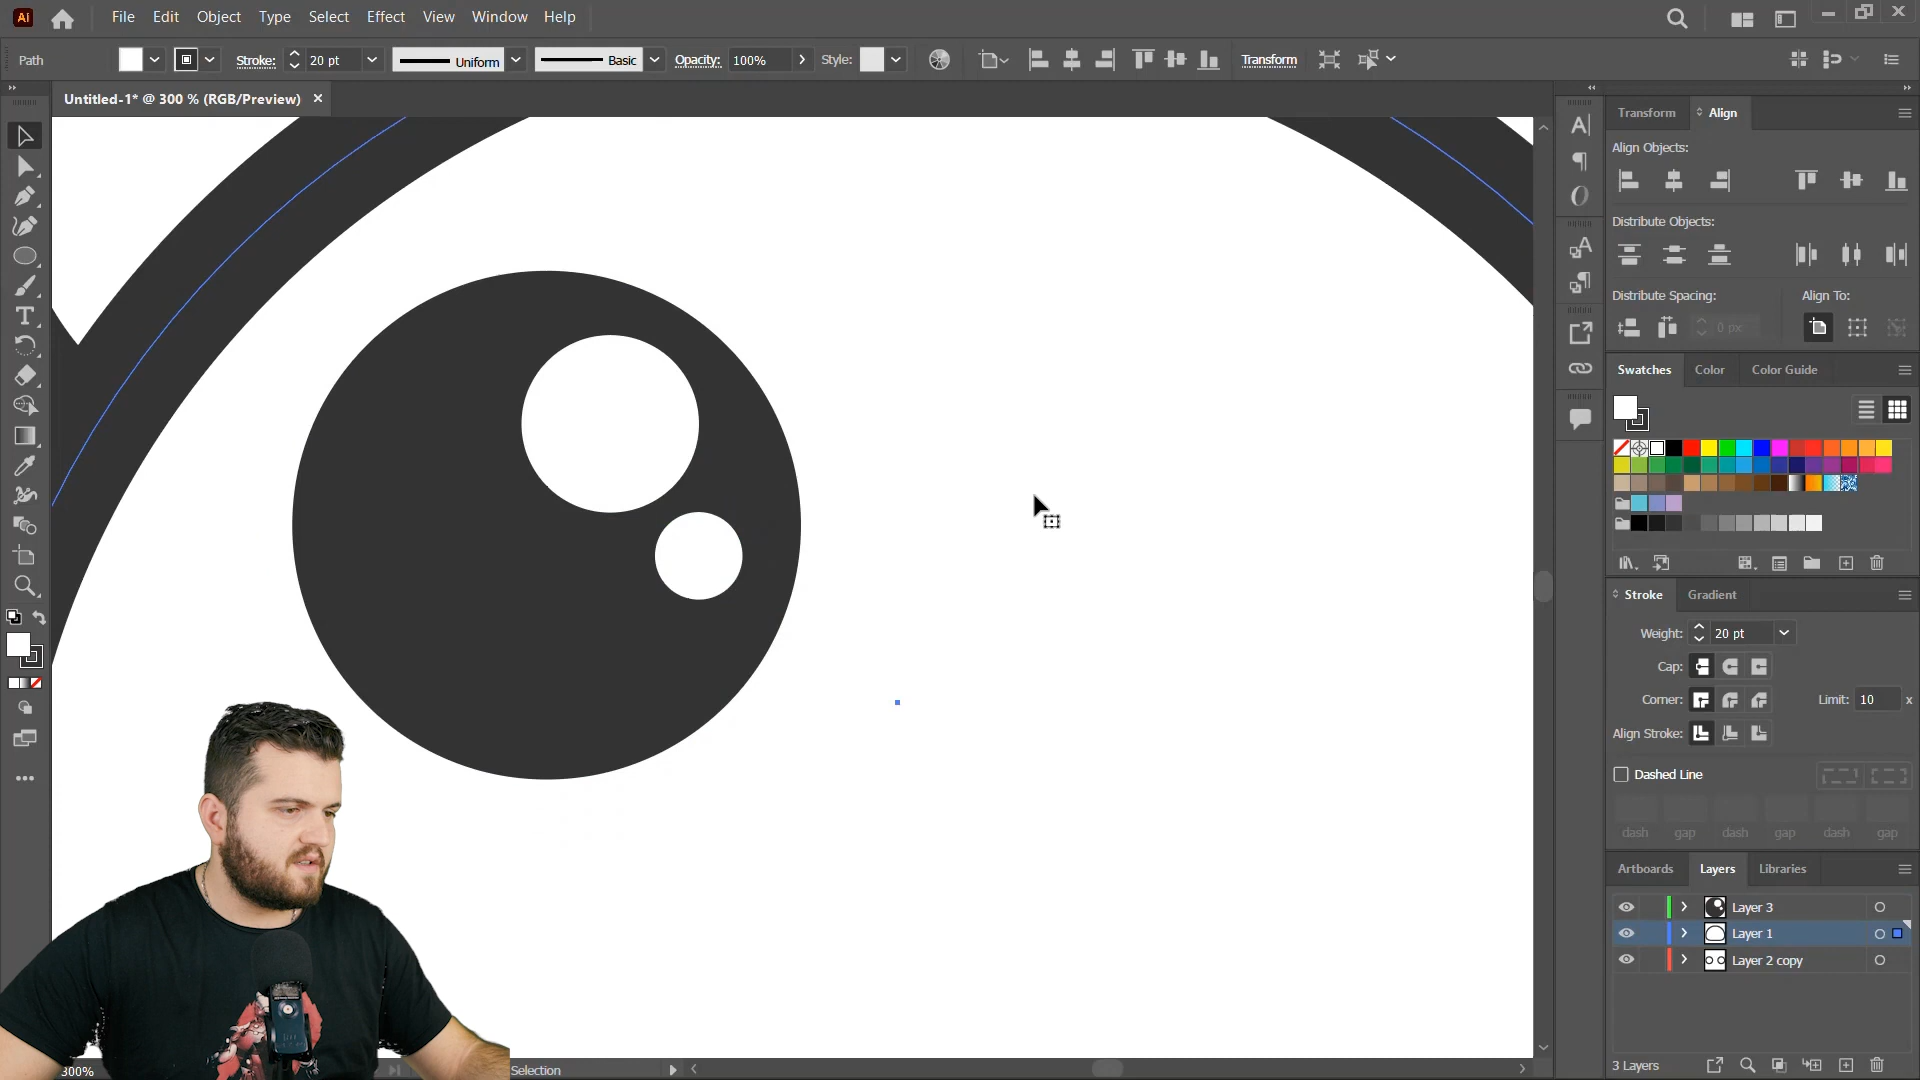 Ai File Edit Object Type Select Effect View Window Help
Path Stroke: 20 pt Uniform Basic Opacity: 100% Style: Transform
Untitled-1* @ 300 % (RGB/Preview)
Transform Align
Align Objects:
Distribute Objects:
Distribute Spacing: Align To:
0 px
Swatches Color Color Guide
Stroke Gradient
Weight: 20 pt
Cap:
Corner: Limit: 10 x
Align Stroke:
Dashed Line
dash gap dash gap dash gap
Artboards Layers Libraries
Layer 3
Layer 1
Layer 2 copy
3 Layers
300% Selection